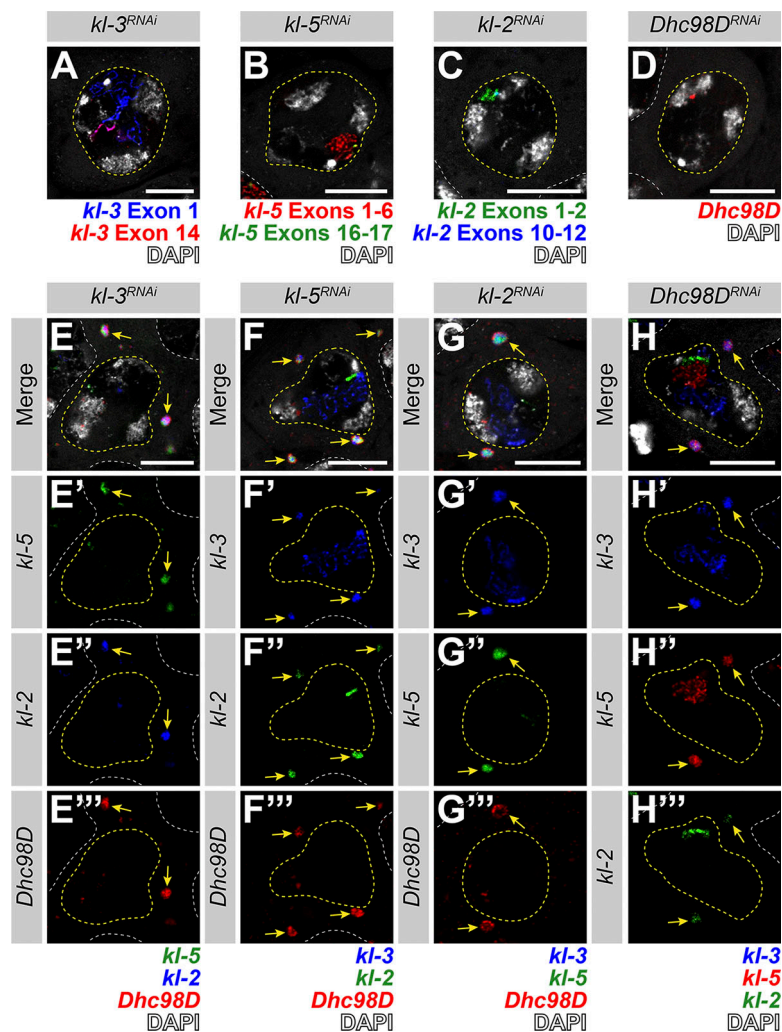 kl-3RNAi
kl-5RNAi
kl-2RNAi
Dhc98DRNAi
A
B
C
D
kl-3 Exon 1
kl-3 Exon 14
DAPI
kl-5 Exons 1-6
kl-5 Exons 16-17
DAPI
kl-2 Exons 1-2
kl-2 Exons 10-12
DAPI
Dhc98D
DAPI
kl-3RNAi
kl-5RNAi
kl-2RNAi
Dhc98DRNAi
Merge
E
Merge
F
Merge
G
Merge
H
kl-5
E’
kl-3
F’
kl-3
G’
kl-3
H’
kl-2
E’’
kl-2
F’’
kl-5
G’’
kl-5
H’’
Dhc98D
E’’’
Dhc98D
F’’’
Dhc98D
G’’’
kl-2
H’’’
kl-5
kl-2
Dhc98D
DAPI
kl-3
kl-2
Dhc98D
DAPI
kl-3
kl-5
Dhc98D
DAPI
kl-3
kl-5
kl-2
DAPI